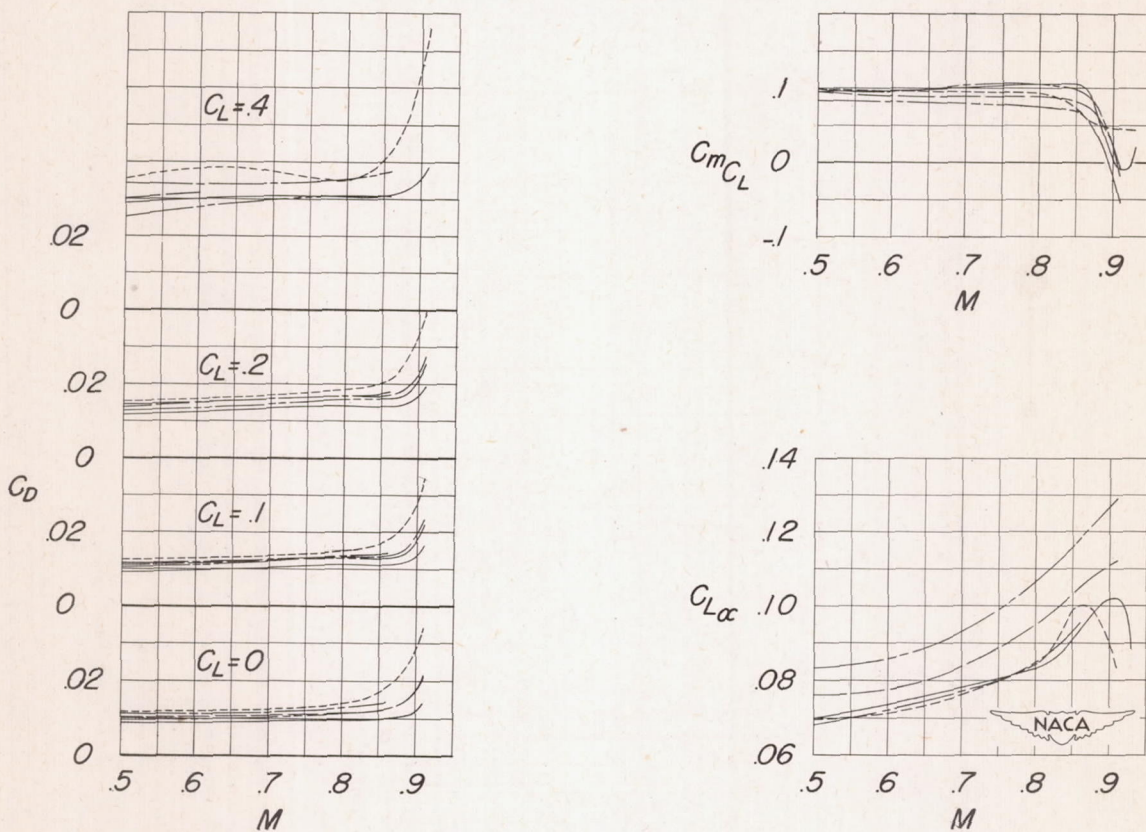 C_L=.4
.02
0
C_L=.2
.02
0
C_D
C_L=.1
.02
0
C_L=0
.02
0
.5 .6 .7 .8 .9
M
.1
C_mC_L 0
-.1
.5 .6 .7 .8 .9
M
.14
.12
C_Lα .10
.08
NACA
.06
.5 .6 .7 .8 .9
M